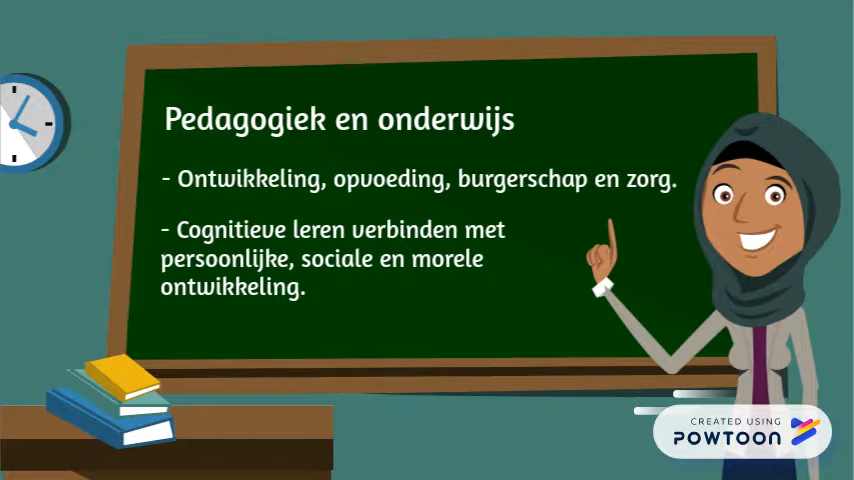 Pedagogiek en onderwijs
- Ontwikkeling, opvoeding, burgerschap en zorg.
- Cognitieve leren verbinden met
persoonlijke, sociale en morele
ontwikkeling.
CREATED USING
POWTOON